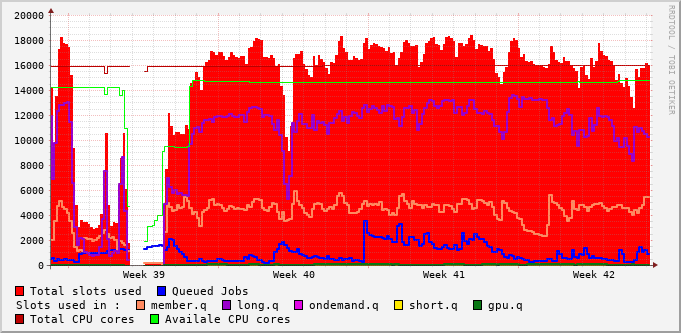 20000
18000
16000
14000
12000
10000
8000
6000
4000
2000
0
Week 39 Week 40 Week 41 Week 42
RRDTOOL / TOBI OETIKER
Total slots used Queued Jobs
Slots used in : member.q long.q ondemand.q short.q gpu.q
Total CPU cores Availale CPU cores